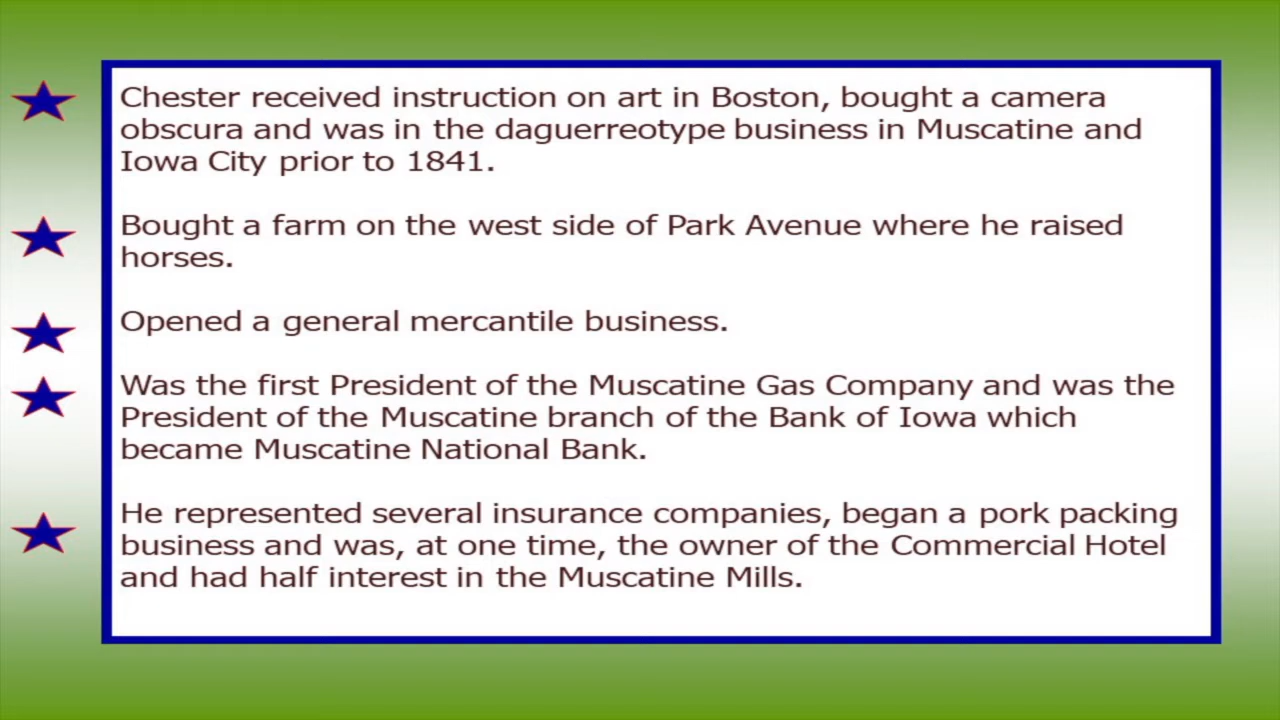 Chester received instruction on art in Boston, bought a camera
obscura and was in the daguerreotype business in Muscatine and
Iowa City prior to 1841.
Bought a farm on the west side of Park Avenue where he raised
horses.
Opened a general mercantile business.
Was the first President of the Muscatine Gas Company and was the
President of the Muscatine branch of the Bank of Iowa which
became Muscatine National Bank.
He represented several insurance companies, began a pork packing
business and was, at one time, the owner of the Commercial Hotel
and had half interest in the Muscatine Mills.